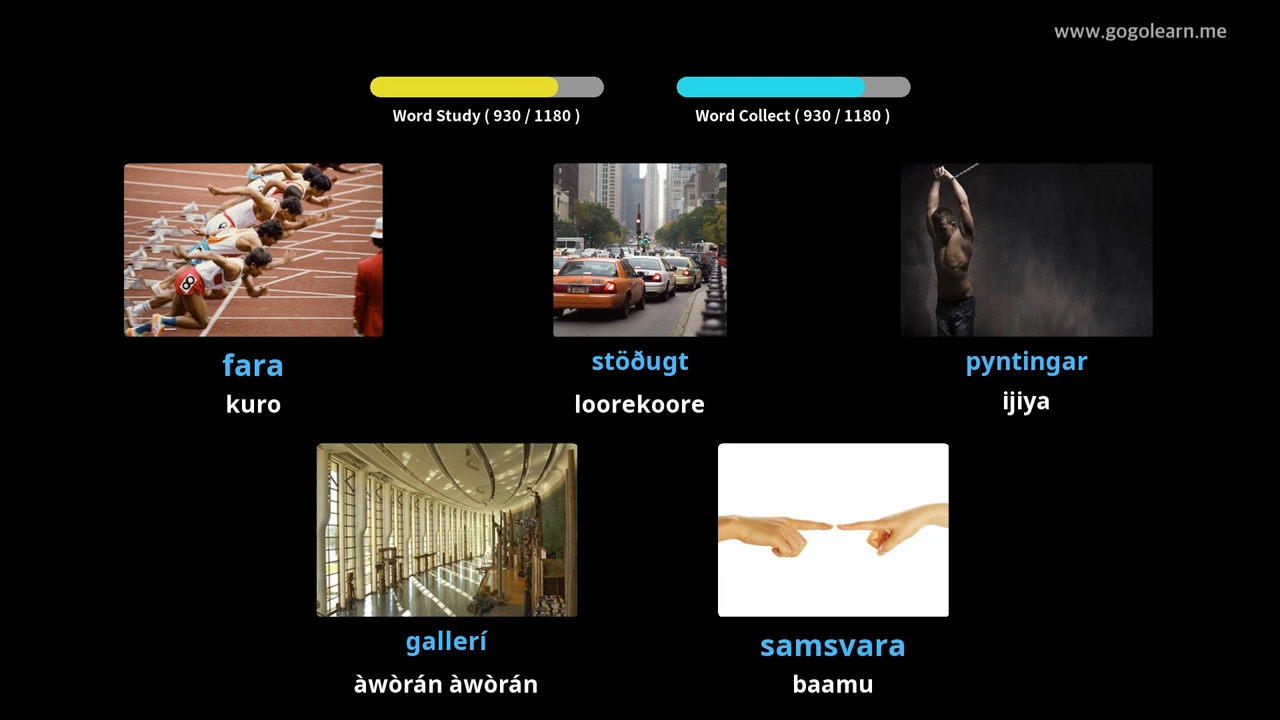 www.gogolearn.me
Word Study ( 930 / 1180 )
Word Collect ( 930 / 1180 )
fara
kuro
stöðugt
loorekoore
pyntingar
ijiya
gallerí
àwòrán àwòrán
samsvara
baamu
8